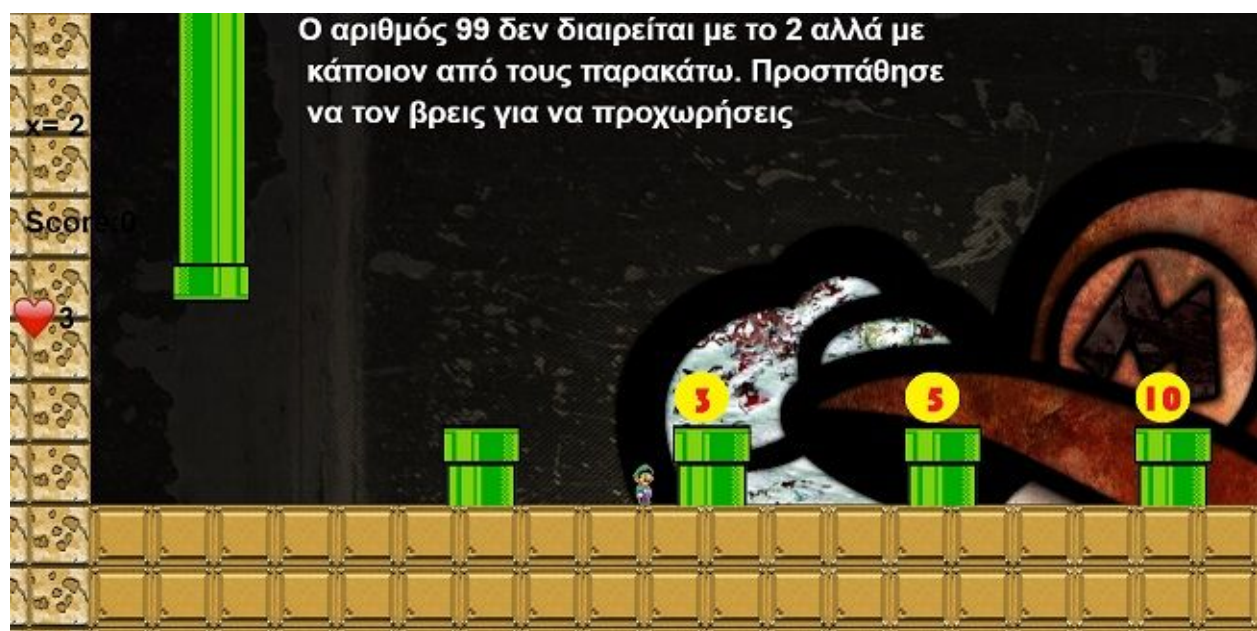 Ο αριθμός 99 δεν διαιρείται με το 2 αλλά με
κάποιον από τους παρακάτω. Προσπάθησε
να τον βρεις για να προχωρήσεις
x= 2
Score:0
3
3
5
10
M